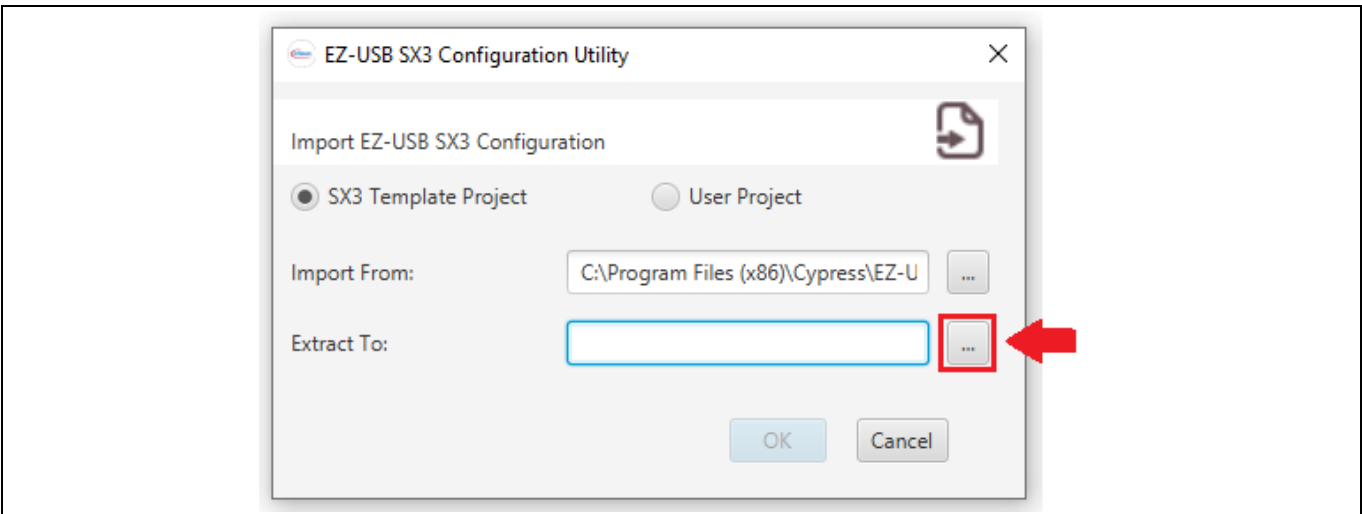 EZ-USB SX3 Configuration Utility
Import EZ-USB SX3 Configuration
SX3 Template Project User Project
Import From: C:\Program Files (x86)\Cypress\EZ-U ...
Extract To: ...
OK Cancel